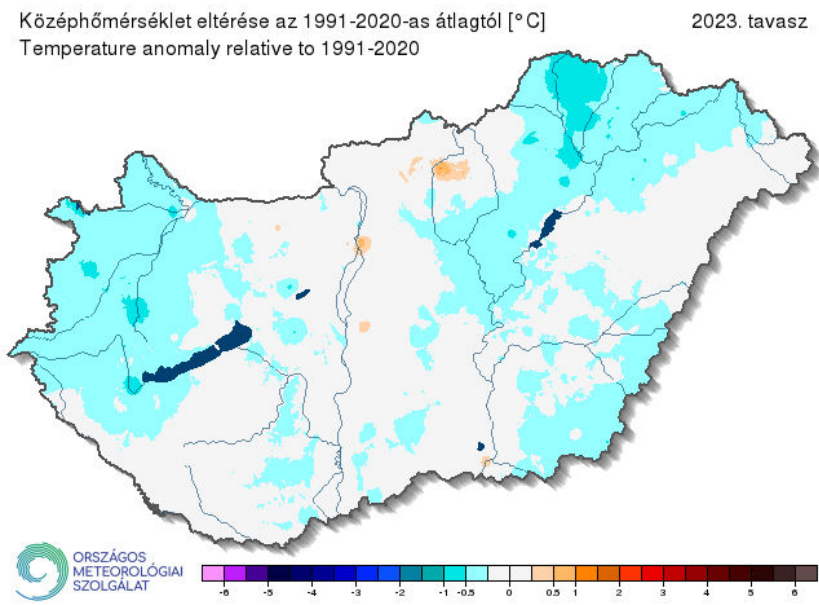 Középhőmérséklet eltérése az 1991-2020-as átlagtól [°C]
2023. tavasz
Temperature anomaly relative to 1991-2020
ORSZÁGOS
METEOROLÓGIAI
SZOLGÁLAT
-6 -5 -4 -3 -2 -1 -0.5 0 0.5 1 2 3 4 5 6